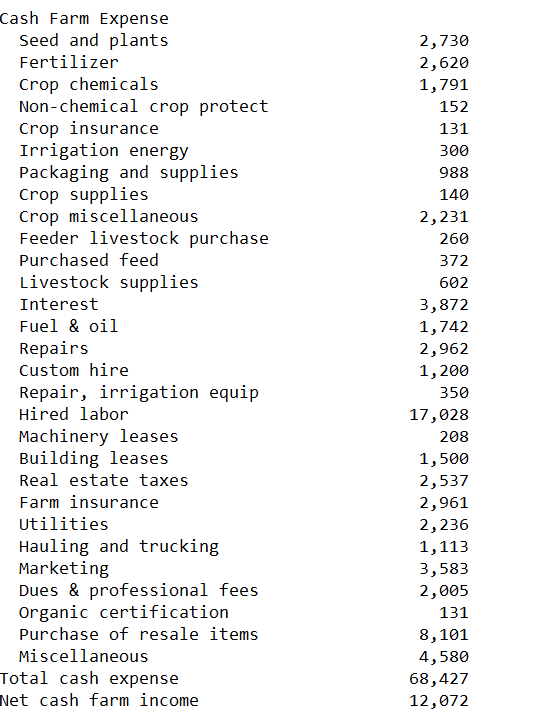 Cash Farm Expense
Seed and plants 2,730
Fertilizer 2,620
Crop chemicals 1,791
Non-chemical crop protect 152
Crop insurance 131
Irrigation energy 300
Packaging and supplies 988
Crop supplies 140
Crop miscellaneous 2,231
Feeder livestock purchase 260
Purchased feed 372
Livestock supplies 602
Interest 3,872
Fuel & oil 1,742
Repairs 2,962
Custom hire 1,200
Repair, irrigation equip 350
Hired labor 17,028
Machinery leases 208
Building leases 1,500
Real estate taxes 2,537
Farm insurance 2,961
Utilities 2,236
Hauling and trucking 1,113
Marketing 3,583
Dues & professional fees 2,005
Organic certification 131
Purchase of resale items 8,101
Miscellaneous 4,580
Total cash expense 68,427
Net cash farm income 12,072